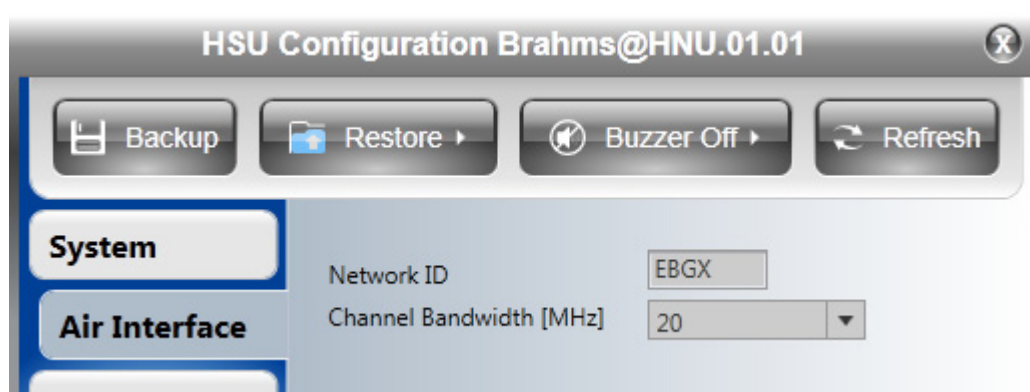 HSU Configuration Brahms@HNU.01.01
Backup
Restore
Buzzer Off
Refresh
System
Air Interface
Network ID
EBGX
Channel Bandwidth [MHz]
20